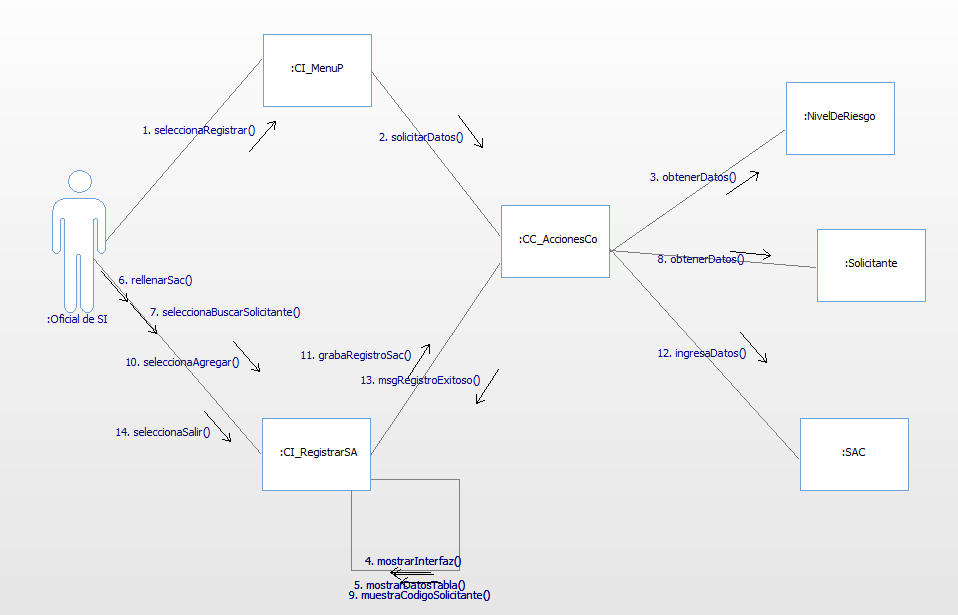 :CI_MenuP
1. seleccionaRegistrar()
2. solicitarDatos()
:NivelDeRiesgo
3. obtenerDatos()
:CC_AccionesCo
8. obtenerDatos()
:Solicitante
6. rellenarSac()
7. seleccionaBuscarSolicitante()
:Oficial de SI
10. seleccionaAgregar()
11. grabaRegistroSac()
12. ingresaDatos()
13. msgRegistroExitoso()
14. seleccionaSalir()
:CI_RegistrarSA
:SAC
4. mostrarInterfaz()
5. mostrarDatosTabla()
9. muestraCodigoSolicitante()